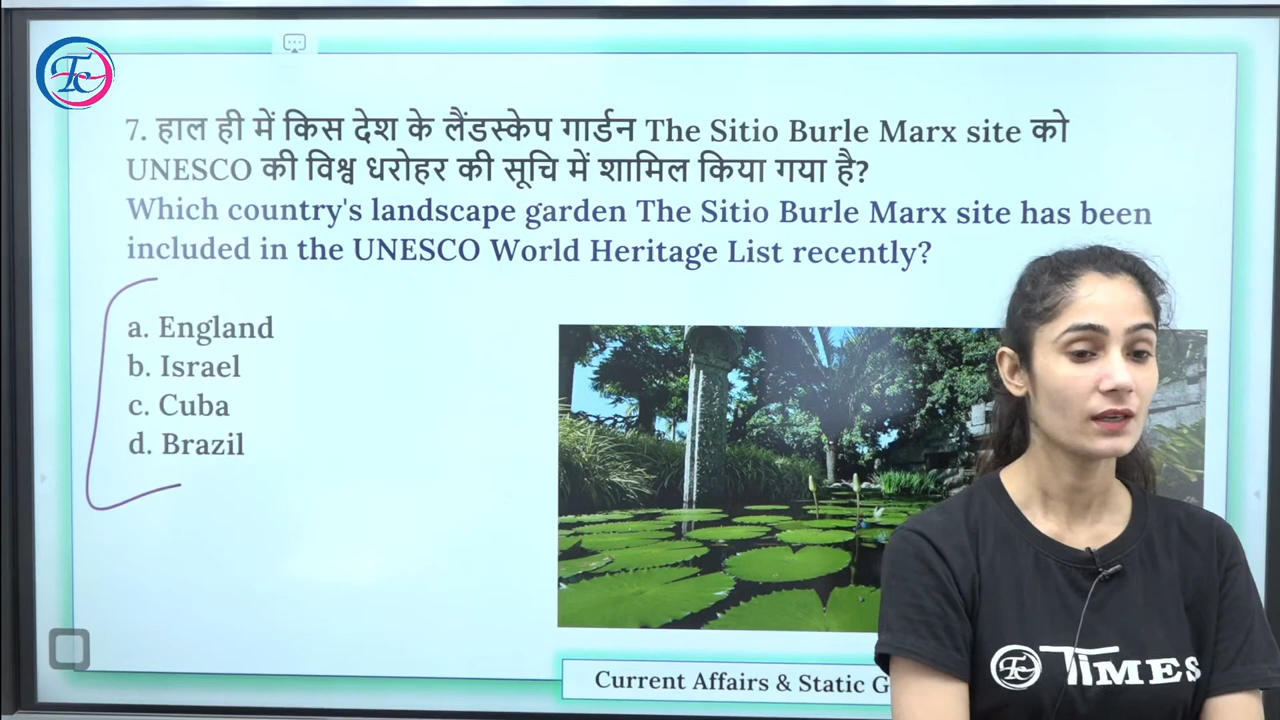 Tc
7. हाल ही में किस देश के लैंडस्केप गार्डन The Sitio Burle Marx site को
UNESCO की विश्व धरोहर की सूचि में शामिल किया गया है?
Which country's landscape garden The Sitio Burle Marx site has been
included in the UNESCO World Heritage List recently?
a. England
b. Israel
c. Cuba
d. Brazil
Current Affairs & Static G
Tc TIMES